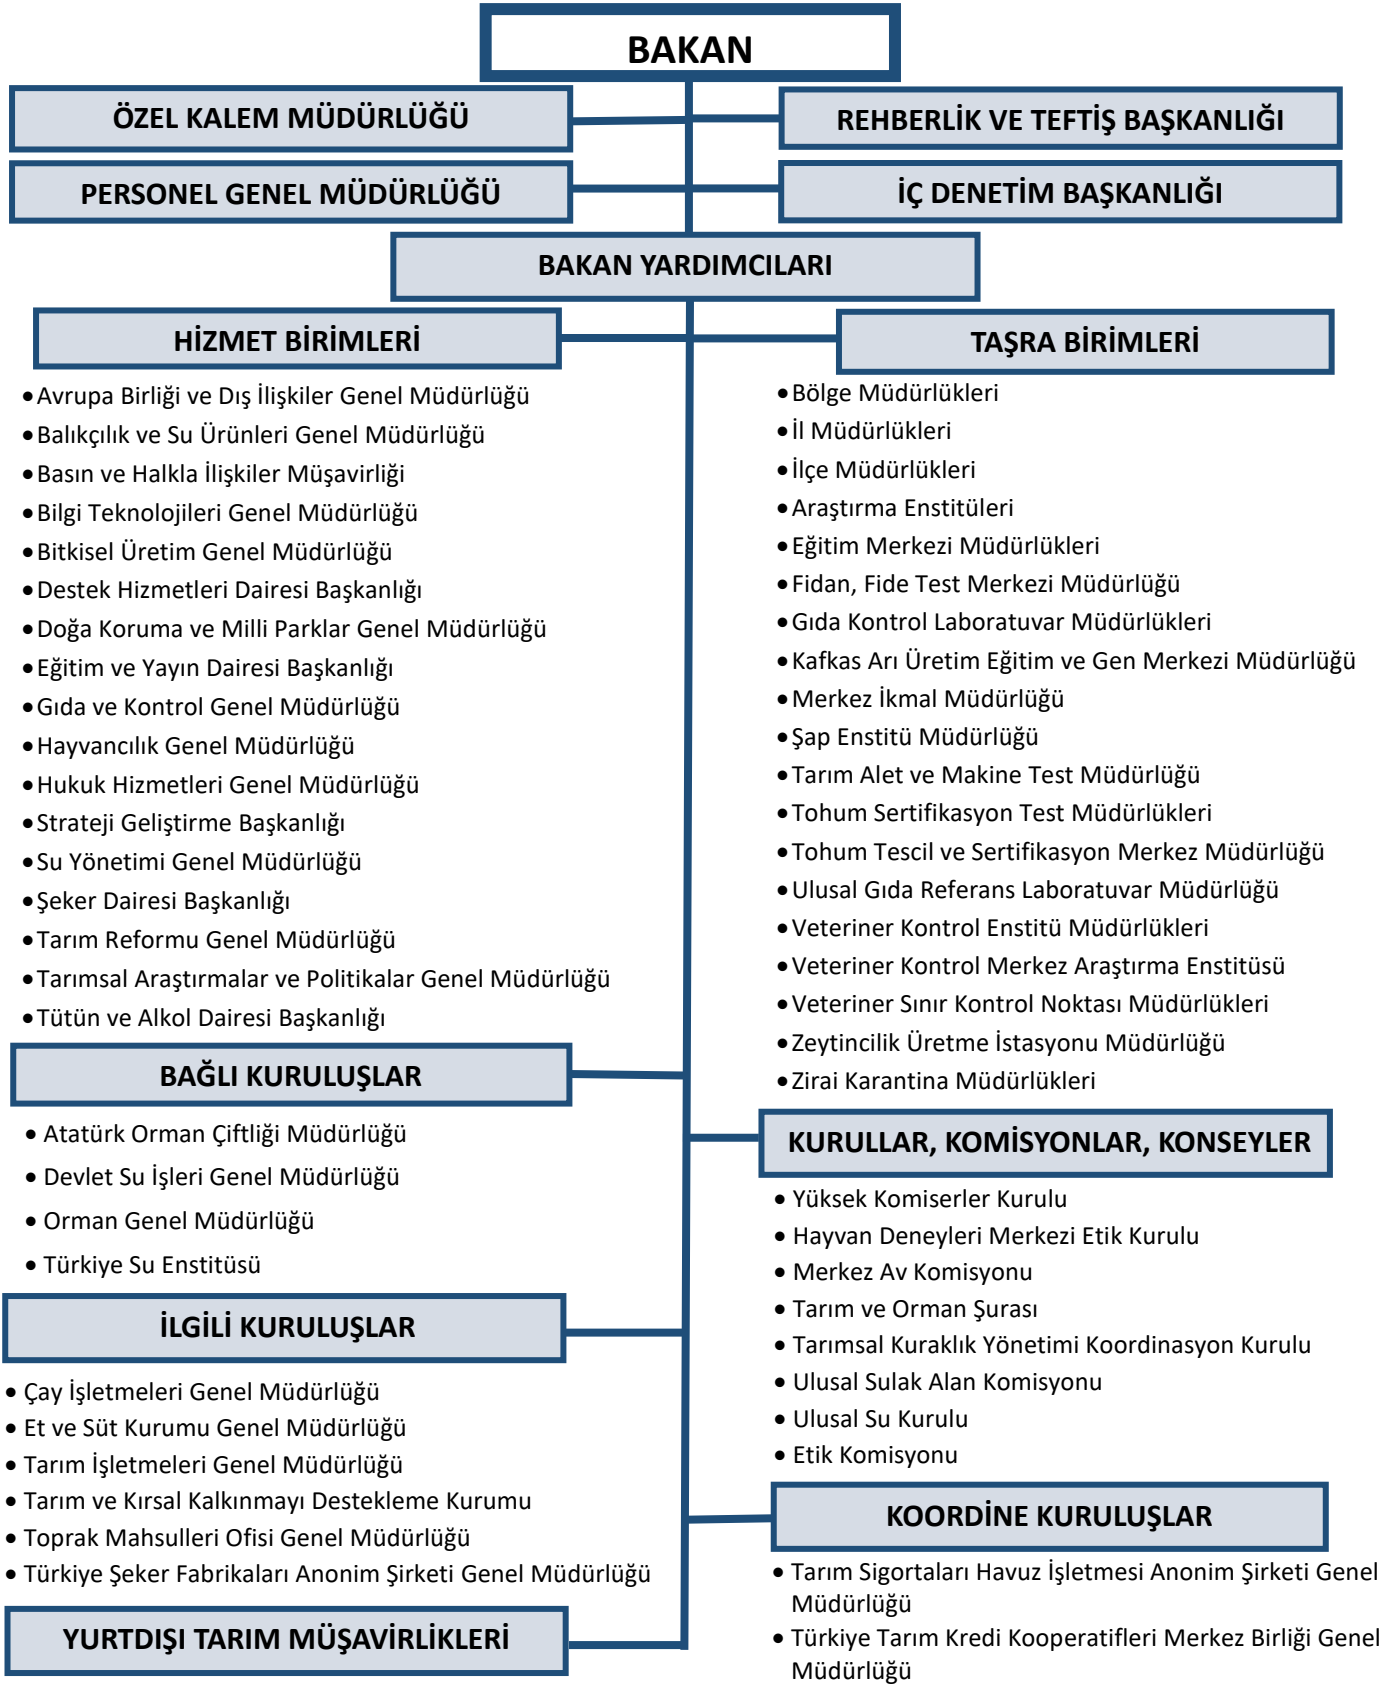 BAKAN
ÖZEL KALEM MÜDÜRLÜĞÜ
REHBERLİK VE TEFTİŞ BAŞKANLIĞI
PERSONEL GENEL MÜDÜRLÜĞÜ
İÇ DENETİM BAŞKANLIĞI
BAKAN YARDIMCILARI
HİZMET BİRİMLERİ
• Avrupa Birliği ve Dış İlişkiler Genel Müdürlüğü
• Balıkçılık ve Su Ürünleri Genel Müdürlüğü
• Basın ve Halkla İlişkiler Müşavirliği
• Bilgi Teknolojileri Genel Müdürlüğü
• Bitkisel Üretim Genel Müdürlüğü
• Destek Hizmetleri Dairesi Başkanlığı
• Doğa Koruma ve Milli Parklar Genel Müdürlüğü
• Eğitim ve Yayın Dairesi Başkanlığı
• Gıda ve Kontrol Genel Müdürlüğü
• Hayvancılık Genel Müdürlüğü
• Hukuk Hizmetleri Genel Müdürlüğü
• Strateji Geliştirme Başkanlığı
• Su Yönetimi Genel Müdürlüğü
• Şeker Dairesi Başkanlığı
• Tarım Reformu Genel Müdürlüğü
• Tarımsal Araştırmalar ve Politikalar Genel Müdürlüğü
• Tütün ve Alkol Dairesi Başkanlığı
BAĞLI KURULUŞLAR
• Atatürk Orman Çiftliği Müdürlüğü
• Devlet Su İşleri Genel Müdürlüğü
• Orman Genel Müdürlüğü
• Türkiye Su Enstitüsü
İLGİLİ KURULUŞLAR
• Çay İşletmeleri Genel Müdürlüğü
• Et ve Süt Kurumu Genel Müdürlüğü
• Tarım İşletmeleri Genel Müdürlüğü
• Tarım ve Kırsal Kalkınmayı Destekleme Kurumu
• Toprak Mahsulleri Ofisi Genel Müdürlüğü
• Türkiye Şeker Fabrikaları Anonim Şirketi Genel Müdürlüğü
YURTDIŞI TARIM MÜŞAVİRLİKLERİ
TAŞRA BİRİMLERİ
• Bölge Müdürlükleri
• İl Müdürlükleri
• İlçe Müdürlükleri
• Araştırma Enstitüleri
• Eğitim Merkezi Müdürlükleri
• Fidan, Fide Test Merkezi Müdürlüğü
• Gıda Kontrol Laboratuvar Müdürlükleri
• Kafkas Arı Üretim Eğitim ve Gen Merkezi Müdürlüğü
• Merkez İkmal Müdürlüğü
• Şap Enstitü Müdürlüğü
• Tarım Alet ve Makine Test Müdürlüğü
• Tohum Sertifikasyon Test Müdürlükleri
• Tohum Tescil ve Sertifikasyon Merkez Müdürlüğü
• Ulusal Gıda Referans Laboratuvar Müdürlüğü
• Veteriner Kontrol Enstitü Müdürlükleri
• Veteriner Kontrol Merkez Araştırma Enstitüsü
• Veteriner Sınır Kontrol Noktası Müdürlükleri
• Zeytincilik Üretme İstasyonu Müdürlüğü
• Zirai Karantina Müdürlükleri
KURULLAR, KOMİSYONLAR, KONSEYLER
• Yüksek Komiserler Kurulu
• Hayvan Deneyleri Merkezi Etik Kurulu
• Merkez Av Komisyonu
• Tarım ve Orman Şurası
• Tarımsal Kuraklık Yönetimi Koordinasyon Kurulu
• Ulusal Sulak Alan Komisyonu
• Ulusal Su Kurulu
• Etik Komisyonu
KOORDİNE KURULUŞLAR
• Tarım Sigortaları Havuz İşletmesi Anonim Şirketi Genel
Müdürlüğü
• Türkiye Tarım Kredi Kooperatifleri Merkez Birliği Genel
Müdürlüğü